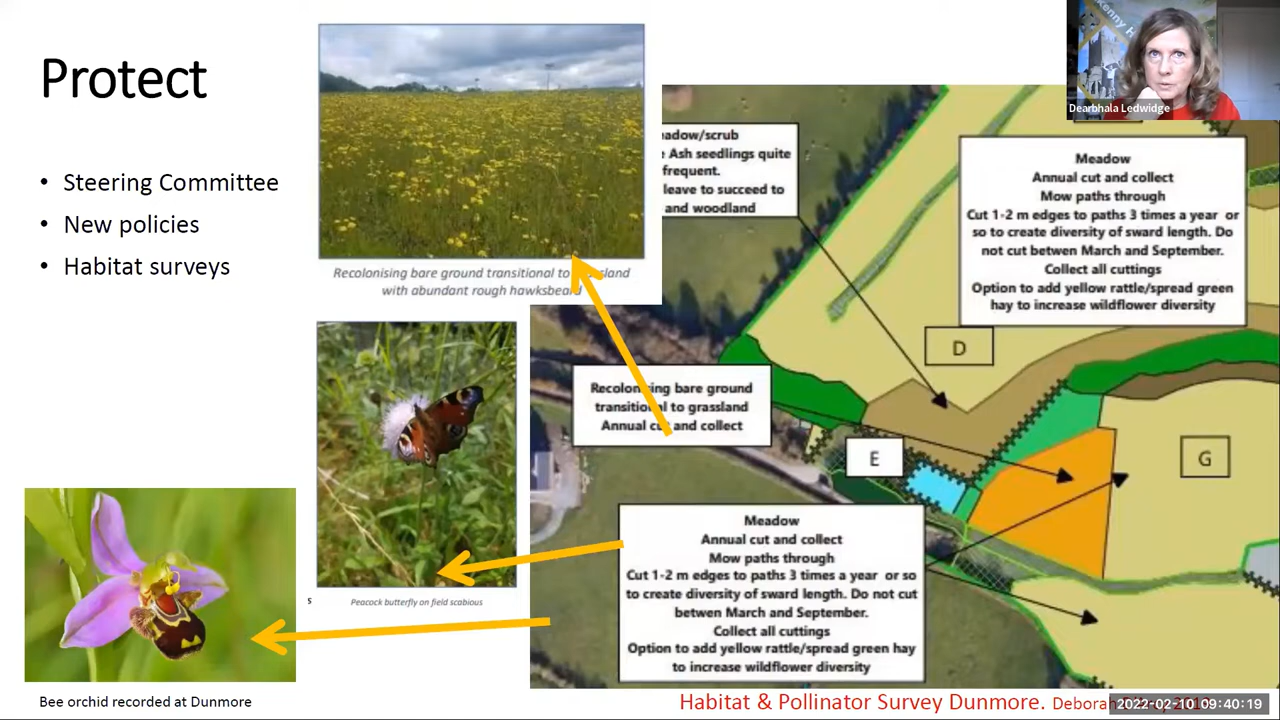 Protect
• Steering Committee
• New policies
• Habitat surveys
Recolonising bare ground transitional to grassland
with abundant rough hawksbeard
Peacock butterfly on field scabious
s
Bee orchid recorded at Dunmore
eadow/scrub
e Ash seedlings quite
frequent.
leave to succeed to
and woodland
Dearbhala Ledwidge
Meadow
Annual cut and collect
Mow paths through
Cut 1-2 m edges to paths 3 times a year or
so to create diversity of sward length. Do
not cut betwen March and September.
Collect all cuttings
Option to add yellow rattle/spread green
hay to increase wildflower diversity
D
Recolonising bare ground
transitional to grassland
Annual cut and collect
E
G
Meadow
Annual cut and collect
Mow paths through
Cut 1-2 m edges to paths 3 times a year or so
to create diversity of sward length. Do not cut
betwen March and September.
Collect all cuttings
Option to add yellow rattle/spread green hay
to increase wildflower diversity
Habitat & Pollinator Survey Dunmore.
2022-02-10 09:40:19